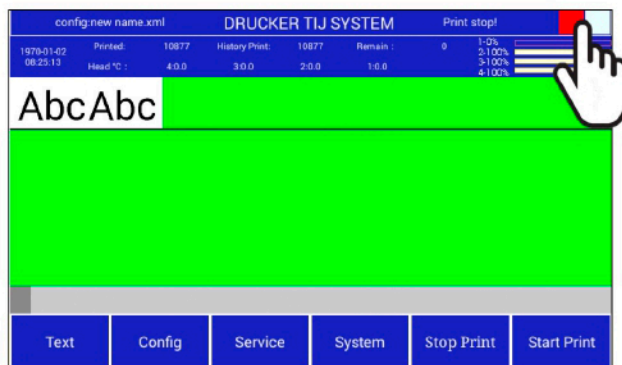 config:new name.xml DRUCKER TIJ SYSTEM Print stop!
1970-01-02 08:25:13
Printed: 10877 History Print: 10877 Remain : 0
Head °C : 4:0.0 3:0.0 2:0.0 1:0.0
1-0%
2-100%
3-100%
4-100%
AbcAbc
Text Config Service System Stop Print Start Print